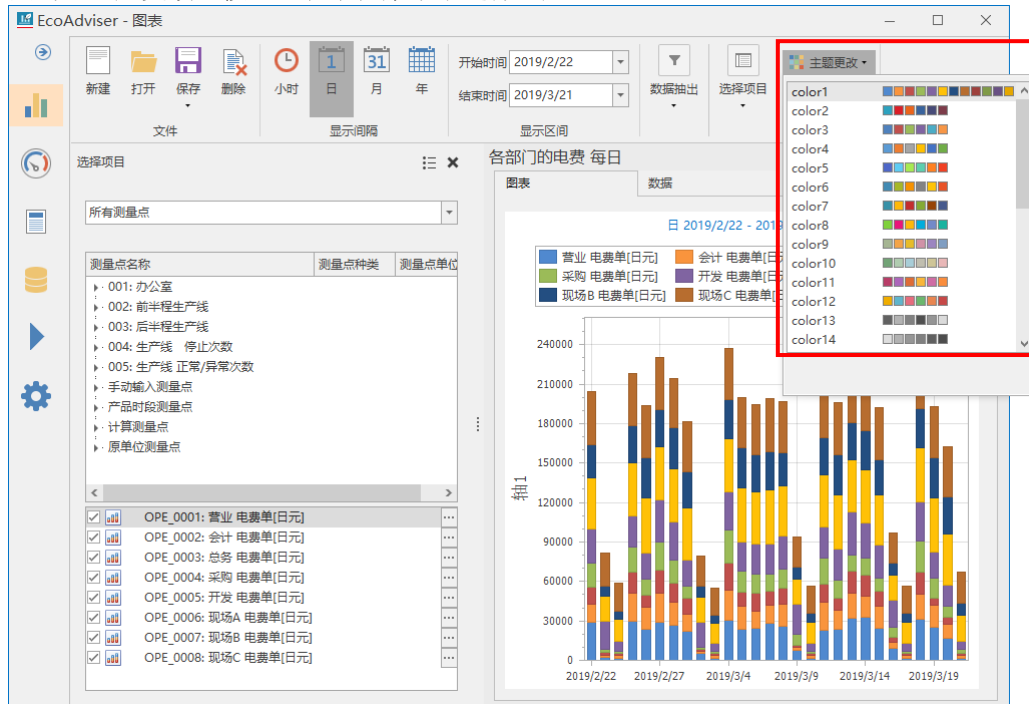 EcoAdviser - 图表
新建 打开 保存 删除 小时 日 月 年
1 31
文件 显示间隔
开始时间 2019/2/22
结束时间 2019/3/21
显示区间
数据抽出 选择项目
主题更改
color1
color2
color3
color4
color5
color6
color7
color8
color9
color10
color11
color12
color13
color14
选择项目
所有测量点
测量点名称 测量点种类 测量点单位
001: 办公室
002: 前半程生产线
003: 后半程生产线
004: 生产线 停止次数
005: 生产线 正常/异常次数
手动输入测量点
产品时段测量点
计算测量点
原单位测量点
OPE_0001: 营业 电费单[日元]
OPE_0002: 会计 电费单[日元]
OPE_0003: 总务 电费单[日元]
OPE_0004: 采购 电费单[日元]
OPE_0005: 开发 电费单[日元]
OPE_0006: 现场A 电费单[日元]
OPE_0007: 现场B 电费单[日元]
OPE_0008: 现场C 电费单[日元]
各部门的电费 每日
图表 数据
日 2019/2/22 - 201
营业 电费单[日元] 会计 电费单[日
采购 电费单[日元] 开发 电费单[日
现场B 电费单[日元] 现场C 电费单[
轴1
240000
210000
180000
150000
120000
90000
60000
30000
0
2019/2/22 2019/2/27 2019/3/4 2019/3/9 2019/3/14 2019/3/19